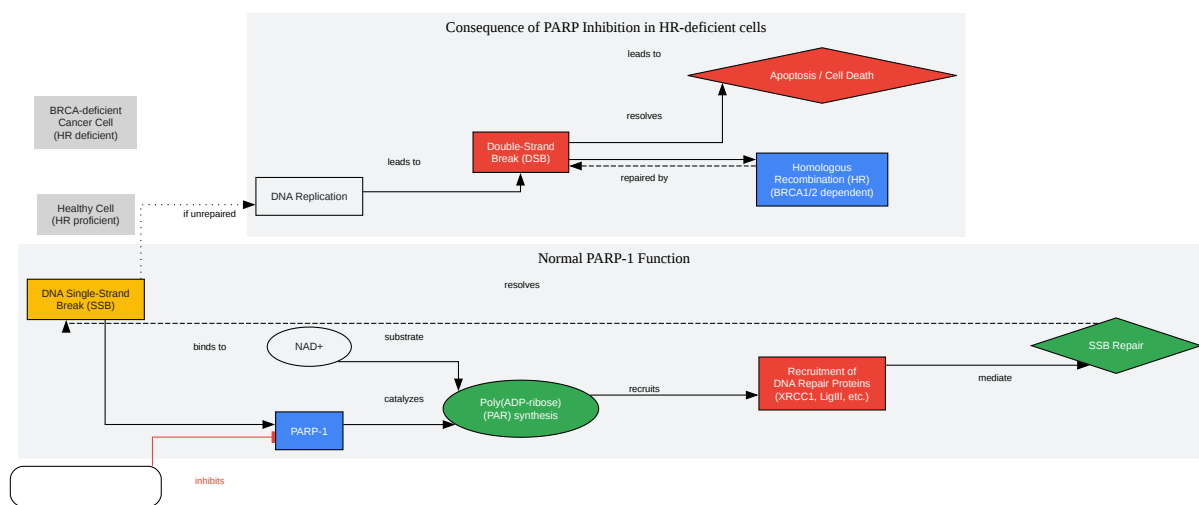 Consequence of PARP Inhibition in HR-deficient cells
leads to
Apoptosis / Cell Death
BRCA-deficient
Cancer Cell
(HR deficient)
resolves
Double-Strand
Break (DSB)
leads to
Homologous
Recombination (HR)
(BRCA1/2 dependent)
repaired by
DNA Replication
Healthy Cell
(HR proficient)
if unrepaired
Normal PARP-1 Function
resolves
DNA Single-Strand
Break (SSB)
binds to
NAD+
substrate
SSB Repair
Recruitment of
DNA Repair Proteins
(XRCC1, LigIII, etc.)
mediate
catalyzes
Poly(ADP-ribose)
(PAR) synthesis
recruits
PARP-1
inhibits